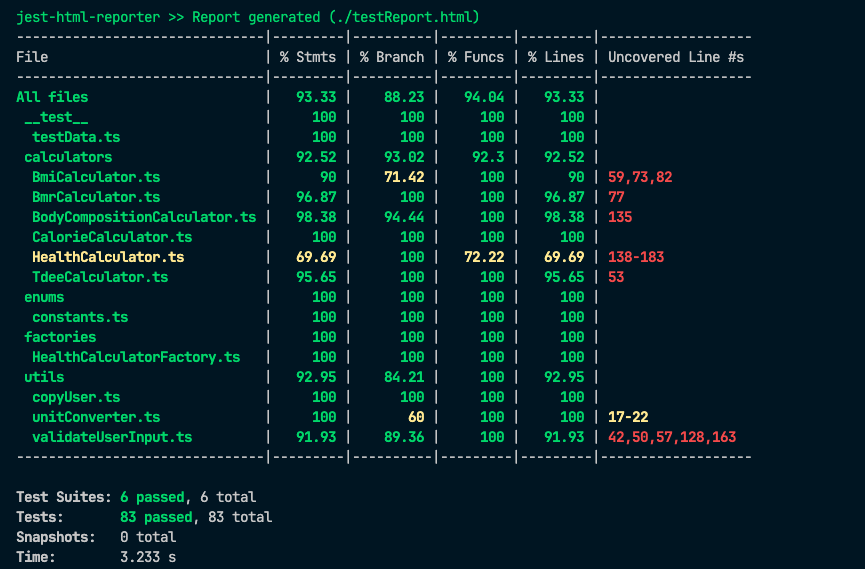 jest-html-reporter >> Report generated (./testReport.html)
-------------------------------|---------|----------|---------|---------|-------------------
File                           | % Stmts | % Branch | % Funcs | % Lines | Uncovered Line #s
-------------------------------|---------|----------|---------|---------|-------------------
All files                      |   93.33 |    88.23 |   94.04 |   93.33 |
 __test__                      |     100 |      100 |     100 |     100 |
  testData.ts                  |     100 |      100 |     100 |     100 |
 calculators                   |   92.52 |    93.02 |    92.3 |   92.52 |
  BmiCalculator.ts             |      90 |    71.42 |     100 |      90 | 59,73,82
  BmrCalculator.ts             |   96.87 |      100 |     100 |   96.87 | 77
  BodyCompositionCalculator.ts |   98.38 |    94.44 |     100 |   98.38 | 135
  CalorieCalculator.ts         |     100 |      100 |     100 |     100 |
  HealthCalculator.ts          |   69.69 |      100 |   72.22 |   69.69 | 138-183
  TdeeCalculator.ts            |   95.65 |      100 |     100 |   95.65 | 53
 enums                         |     100 |      100 |     100 |     100 |
  constants.ts                 |     100 |      100 |     100 |     100 |
 factories                     |     100 |      100 |     100 |     100 |
  HealthCalculatorFactory.ts   |     100 |      100 |     100 |     100 |
 utils                         |   92.95 |    84.21 |     100 |   92.95 |
  copyUser.ts                  |     100 |      100 |     100 |     100 |
  unitConverter.ts             |     100 |       60 |     100 |     100 | 17-22
  validateUserInput.ts         |   91.93 |    89.36 |     100 |   91.93 | 42,50,57,128,163
-------------------------------|---------|----------|---------|---------|-------------------
Test Suites: 6 passed, 6 total
Tests:       83 passed, 83 total
Snapshots:   0 total
Time:        3.233 s